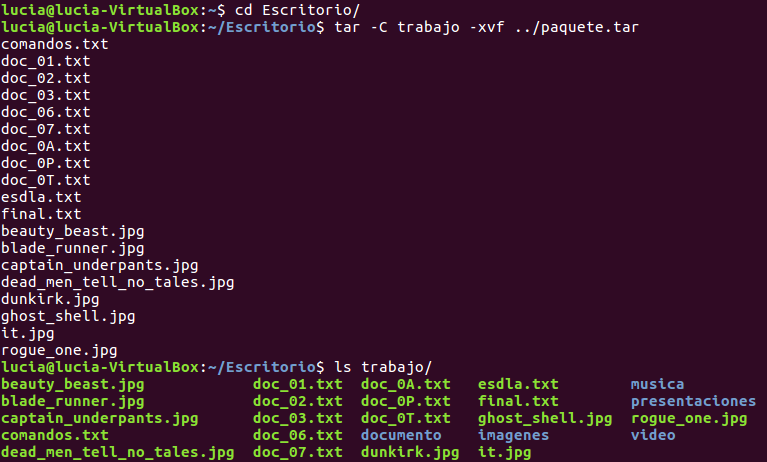 lucia@lucia-VirtualBox:~$ cd Escritorio/
lucia@lucia-VirtualBox:~/Escritorio$ tar -C trabajo -xvf ../paquete.tar
comandos.txt
doc_01.txt
doc_02.txt
doc_03.txt
doc_06.txt
doc_07.txt
doc_0A.txt
doc_0P.txt
doc_0T.txt
esdla.txt
final.txt
beauty_beast.jpg
blade_runner.jpg
captain_underpants.jpg
dead_men_tell_no_tales.jpg
dunkirk.jpg
ghost_shell.jpg
it.jpg
rogue_one.jpg
lucia@lucia-VirtualBox:~/Escritorio$ ls trabajo/
beauty_beast.jpg doc_01.txt doc_0A.txt esdla.txt musica
blade_runner.jpg doc_02.txt doc_0P.txt final.txt presentaciones
captain_underpants.jpg doc_03.txt doc_0T.txt ghost_shell.jpg rogue_one.jpg
comandos.txt doc_06.txt documento imagenes video
dead_men_tell_no_tales.jpg doc_07.txt dunkirk.jpg it.jpg